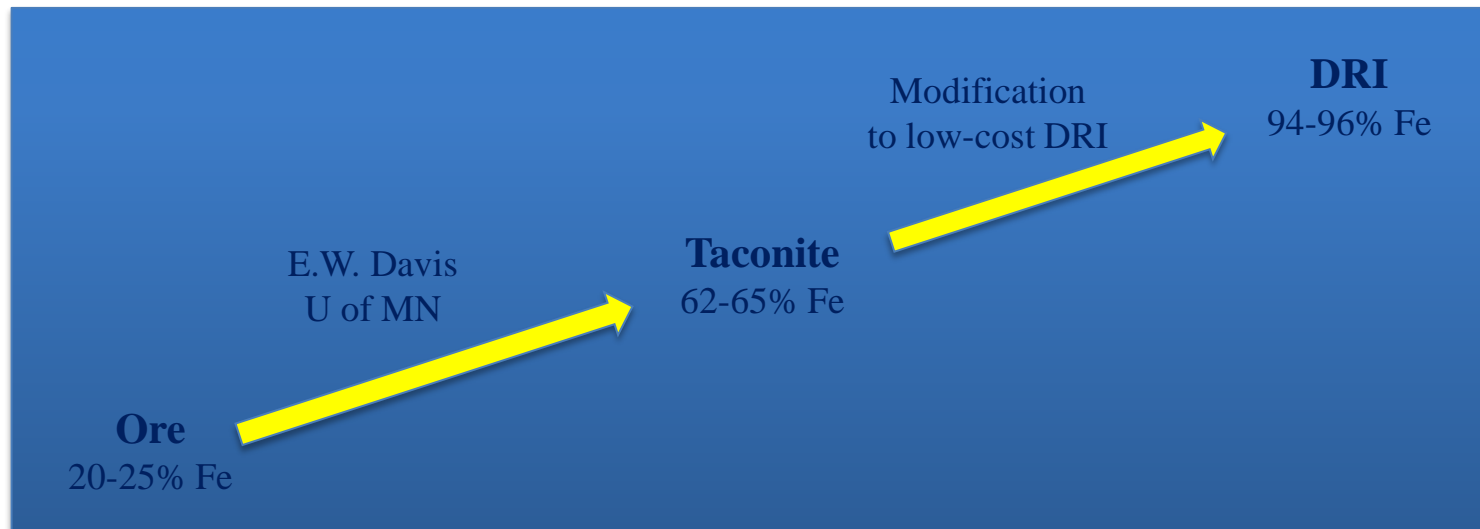 DRI
94-96% Fe
Modification
to low-cost DRI
Taconite
62-65% Fe
E.W. Davis
U of MN
Ore
20-25% Fe